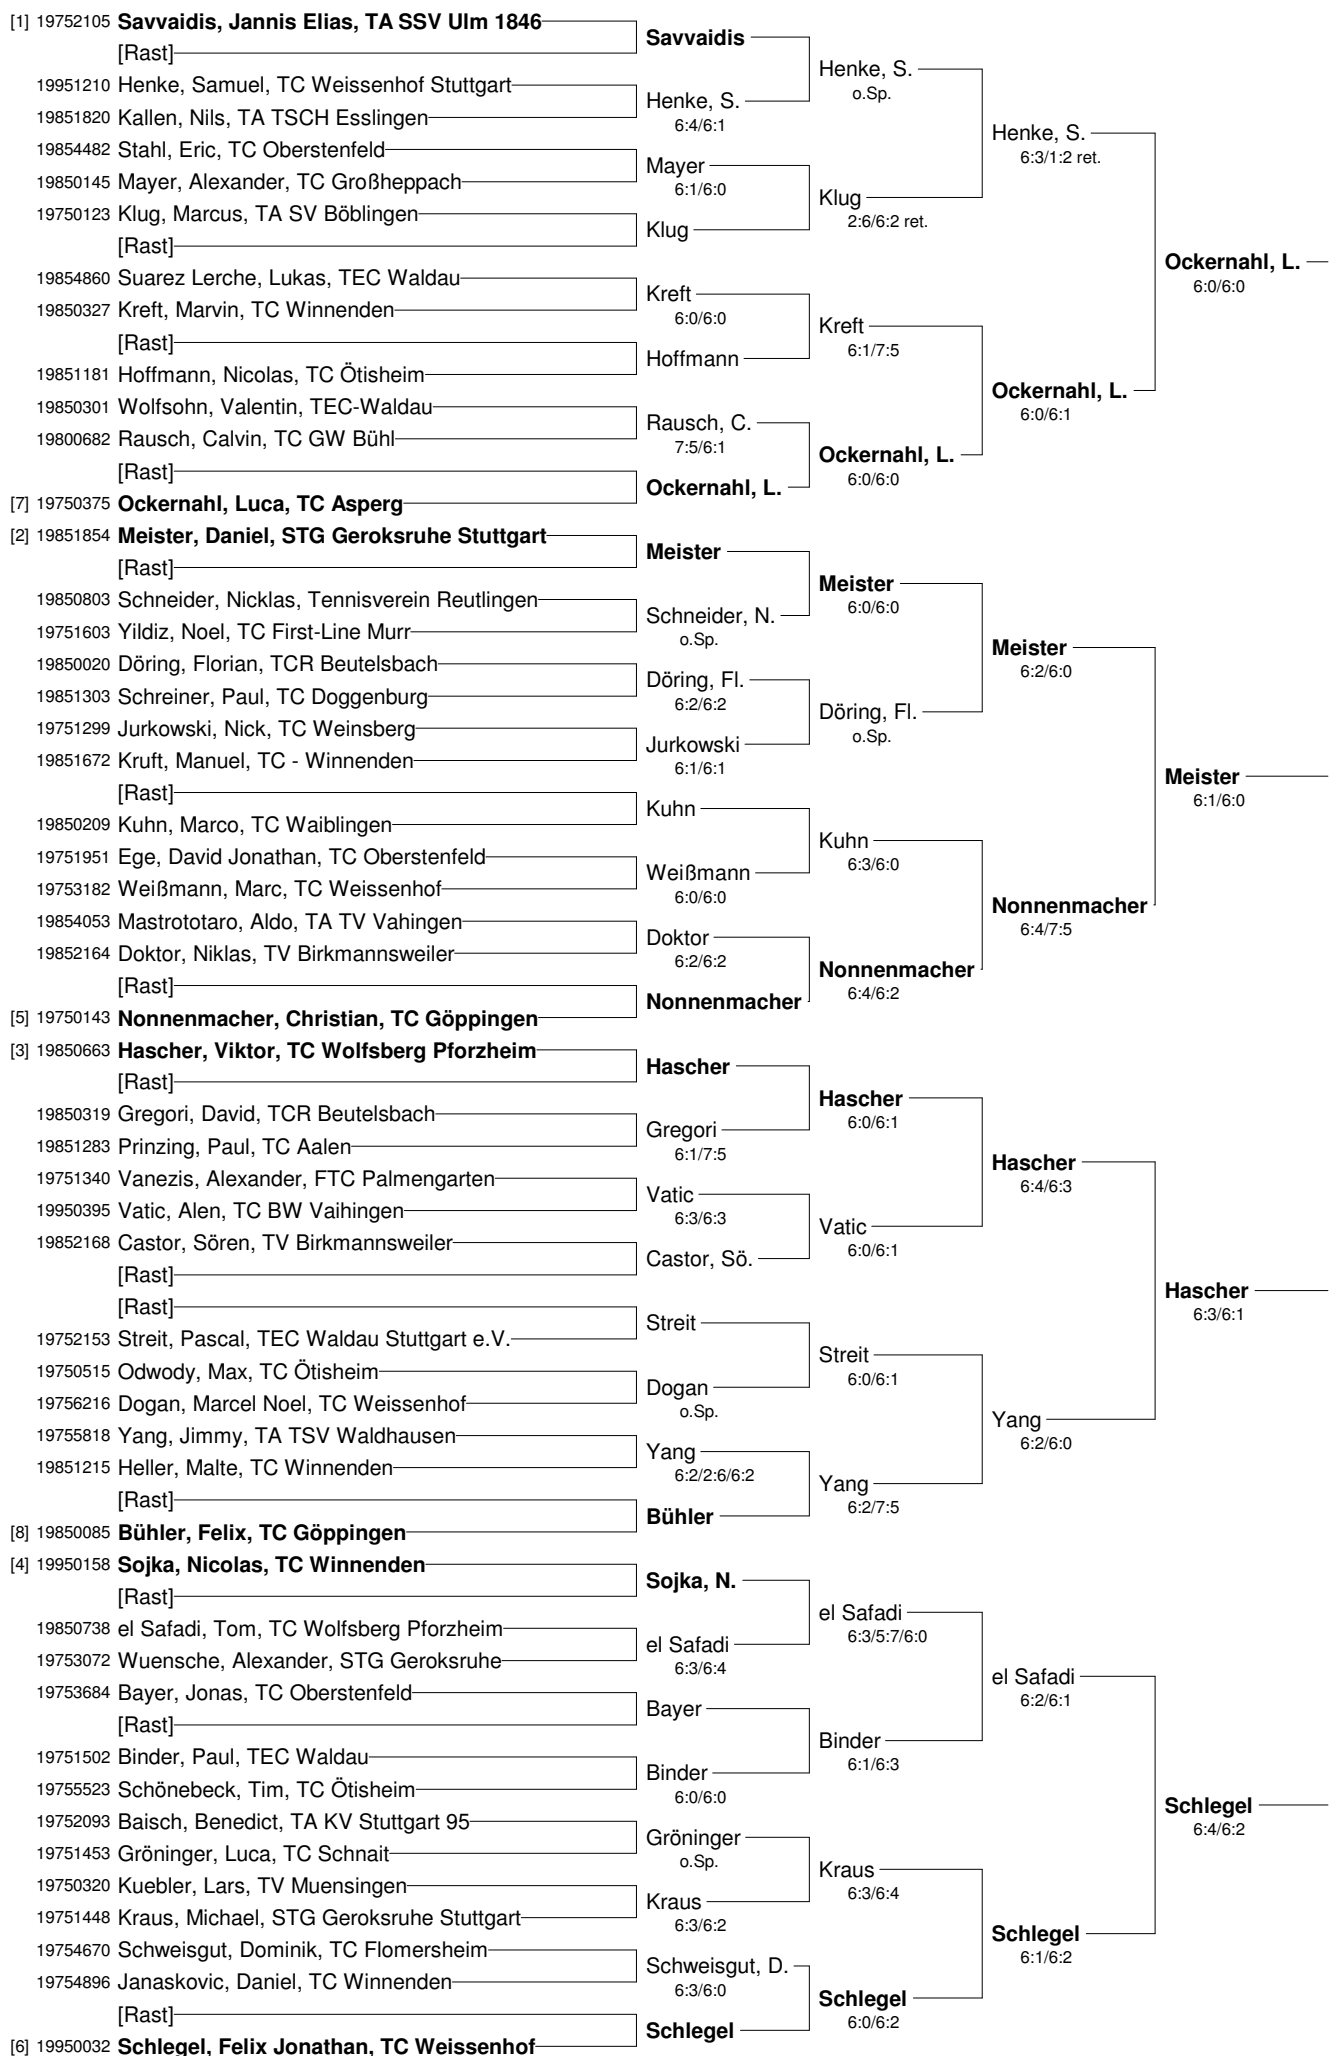 [1] 19752105 Savvaidis, Jannis Elias, TA SSV Ulm 1846
[Rast]
19951210 Henke, Samuel, TC Weissenhof Stuttgart
19851820 Kallen, Nils, TA TSCH Esslingen
19854482 Stahl, Eric, TC Oberstenfeld
19850145 Mayer, Alexander, TC Großheppach
19750123 Klug, Marcus, TA SV Böblingen
[Rast]
19854860 Suarez Lerche, Lukas, TEC Waldau
19850327 Kreft, Marvin, TC Winnenden
[Rast]
19851181 Hoffmann, Nicolas, TC Ötisheim
19850301 Wolfsohn, Valentin, TEC-Waldau
19800682 Rausch, Calvin, TC GW Bühl
[Rast]
[7] 19750375 Ockernahl, Luca, TC Asperg
[2] 19851854 Meister, Daniel, STG Geroksruhe Stuttgart
[Rast]
19850803 Schneider, Nicklas, Tennisverein Reutlingen
19751603 Yildiz, Noel, TC First-Line Murr
19850020 Döring, Florian, TCR Beutelsbach
19851303 Schreiner, Paul, TC Doggenburg
19751299 Jurkowski, Nick, TC Weinsberg
19851672 Kruft, Manuel, TC - Winnenden
[Rast]
19850209 Kuhn, Marco, TC Waiblingen
19751951 Ege, David Jonathan, TC Oberstenfeld
19753182 Weißmann, Marc, TC Weissenhof
19854053 Mastrototaro, Aldo, TA TV Vahingen
19852164 Doktor, Niklas, TV Birkmannsweiler
[Rast]
[5] 19750143 Nonnenmacher, Christian, TC Göppingen
[3] 19850663 Hascher, Viktor, TC Wolfsberg Pforzheim
[Rast]
19850319 Gregori, David, TCR Beutelsbach
19851283 Prinzing, Paul, TC Aalen
19751340 Vanezis, Alexander, FTC Palmengarten
19950395 Vatic, Alen, TC BW Vaihingen
19852168 Castor, Sören, TV Birkmannsweiler
[Rast]
[Rast]
19752153 Streit, Pascal, TEC Waldau Stuttgart e.V.
19750515 Odwody, Max, TC Ötisheim
19756216 Dogan, Marcel Noel, TC Weissenhof
19755818 Yang, Jimmy, TA TSV Waldhausen
19851215 Heller, Malte, TC Winnenden
[Rast]
[8] 19850085 Bühler, Felix, TC Göppingen
[4] 19950158 Sojka, Nicolas, TC Winnenden
[Rast]
19850738 el Safadi, Tom, TC Wolfsberg Pforzheim
19753072 Wuensche, Alexander, STG Geroksruhe
19753684 Bayer, Jonas, TC Oberstenfeld
[Rast]
19751502 Binder, Paul, TEC Waldau
19755523 Schönebeck, Tim, TC Ötisheim
19752093 Baisch, Benedict, TA KV Stuttgart 95
19751453 Gröninger, Luca, TC Schnait
19750320 Kuebler, Lars, TV Muensingen
19751448 Kraus, Michael, STG Geroksruhe Stuttgart
19754670 Schweisgut, Dominik, TC Flomersheim
19754896 Janaskovic, Daniel, TC Winnenden
[Rast]
[6] 19950032 Schlegel, Felix Jonathan, TC Weissenhof
Savvaidis
Henke, S.
6:4/6:1
Mayer
6:1/6:0
Klug
Kreft
6:0/6:0
Hoffmann
Rausch, C.
7:5/6:1
Ockernahl, L.
Meister
Schneider, N.
o.Sp.
Döring, Fl.
6:2/6:2
Jurkowski
6:1/6:1
Kuhn
Weißmann
6:0/6:0
Doktor
6:2/6:2
Nonnenmacher
Hascher
Gregori
6:1/7:5
Vatic
6:3/6:3
Castor, Sö.
Streit
Dogan
o.Sp.
Yang
6:2/2:6/6:2
Bühler
Sojka, N.
el Safadi
6:3/6:4
Bayer
Binder
6:0/6:0
Gröninger
o.Sp.
Kraus
6:3/6:2
Schweisgut, D.
6:3/6:0
Schlegel
Henke, S.
o.Sp.
Klug
2:6/6:2 ret.
Kreft
6:1/7:5
Ockernahl, L.
6:0/6:0
Meister
6:0/6:0
Döring, Fl.
o.Sp.
Kuhn
6:3/6:0
Nonnenmacher
6:4/6:2
Hascher
6:0/6:1
Vatic
6:0/6:1
Streit
6:0/6:1
Yang
6:2/7:5
el Safadi
6:3/5:7/6:0
Binder
6:1/6:3
Kraus
6:3/6:4
Schlegel
6:0/6:2
Henke, S.
6:3/1:2 ret.
Ockernahl, L.
6:0/6:1
Meister
6:2/6:0
Nonnenmacher
6:4/7:5
Hascher
6:4/6:3
Yang
6:2/6:0
el Safadi
6:2/6:1
Schlegel
6:1/6:2
Ockernahl, L.
6:0/6:0
Meister
6:1/6:0
Hascher
6:3/6:1
Schlegel
6:4/6:2